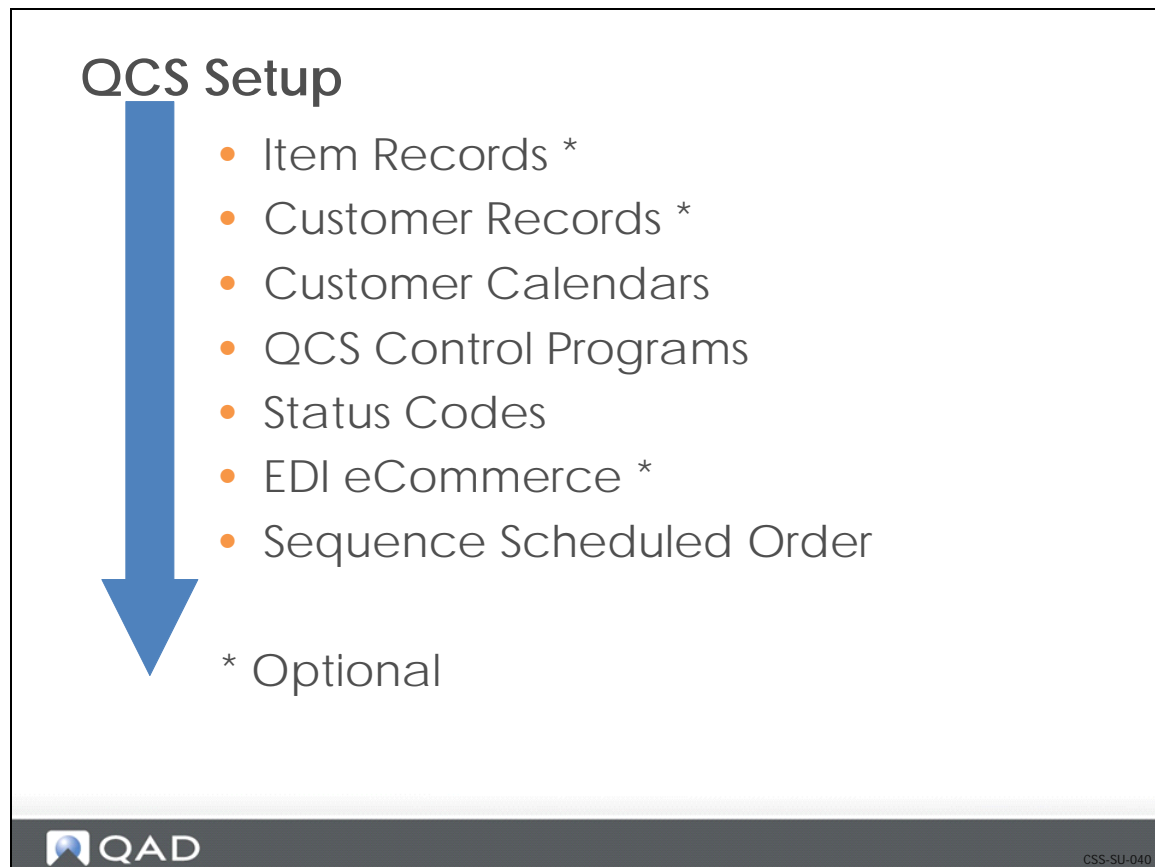 QCS Setup
• Item Records *
• Customer Records *
• Customer Calendars
• QCS Control Programs
• Status Codes
• EDI eCommerce *
• Sequence Scheduled Order
* Optional
QAD
CSS-SU-040